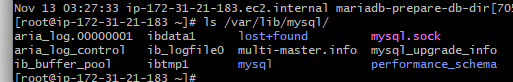 Nov 13 03:27:33 ip-172-31-21-183.ec2.internal mariadb-prepare-db-dir[
[root@ip-172-31-21-183 ~]# ls /var/lib/mysql/
aria_log.00000001 ibdata1 lost+found mysql.sock
aria_log_control ib_logfile0 multi-master.info mysql_upgrade_info
ib_buffer_pool ibtmp1 mysql performance_schema
[root@ip-172-31-21-183 ~]#